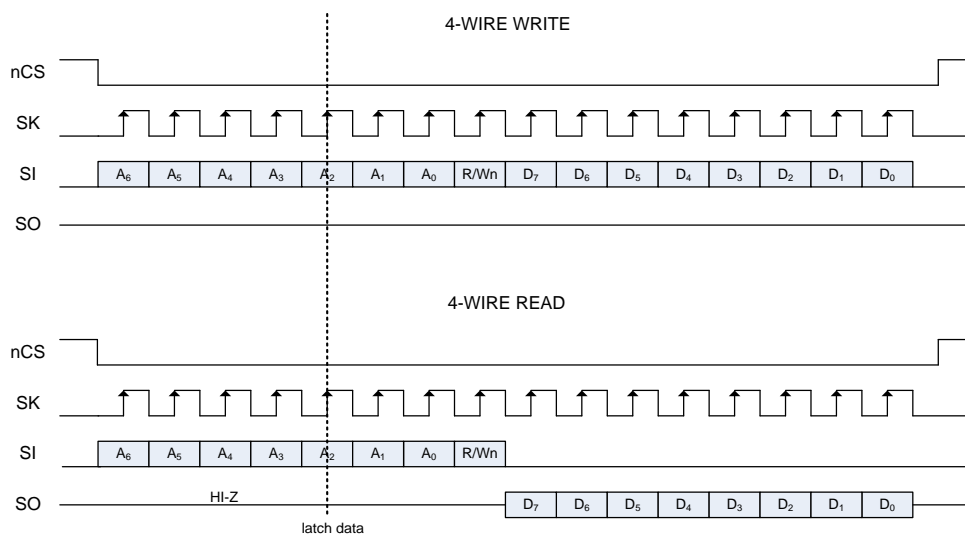 4-WIRE WRITE
nCS
SK
SI A₆ A₅ A₄ A₃ A₂ A₁ A₀ R/Wn D₇ D₆ D₅ D₄ D₃ D₂ D₁ D₀
SO
4-WIRE READ
nCS
SK
SI A₆ A₅ A₄ A₃ A₂ A₁ A₀ R/Wn
SO HI-Z D₇ D₆ D₅ D₄ D₃ D₂ D₁ D₀
latch data